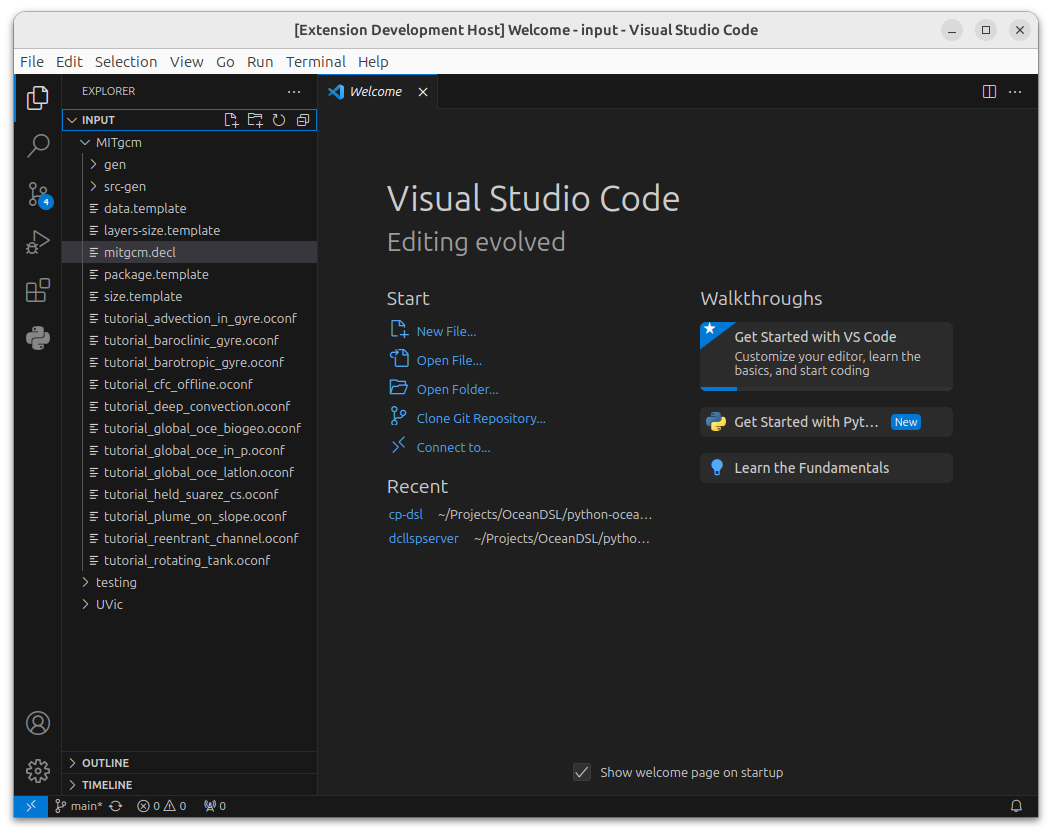 [Extension Development Host] Welcome - input - Visual Studio Code
File Edit Selection View Go Run Terminal Help
EXPLORER
INPUT
MITgcm
gen
src-gen
data.template
layers-size.template
mitgcm.decl
package.template
size.template
tutorial_advection_in_gyre.oconf
tutorial_baroclinic_gyre.oconf
tutorial_barotropic_gyre.oconf
tutorial_cfc_offline.oconf
tutorial_deep_convection.oconf
tutorial_global_oce_biogeo.oconf
tutorial_global_oce_in_p.oconf
tutorial_global_oce_latlon.oconf
tutorial_held_suarez_cs.oconf
tutorial_plume_on_slope.oconf
tutorial_reentrant_channel.oconf
tutorial_rotating_tank.oconf
testing
UVic
OUTLINE
TIMELINE
4
Welcome
Visual Studio Code
Editing evolved
Start
New File...
Open File...
Open Folder...
Clone Git Repository...
Connect to...
Recent
cp-dsl ~/Projects/OceanDSL/python-ocea...
dcllspserver ~/Projects/OceanDSL/pytho...
Walkthroughs
Get Started with VS Code
Customize your editor, learn the
basics, and start coding
Get Started with Pyt... New
Learn the Fundamentals
Show welcome page on startup
main* 0 0 0